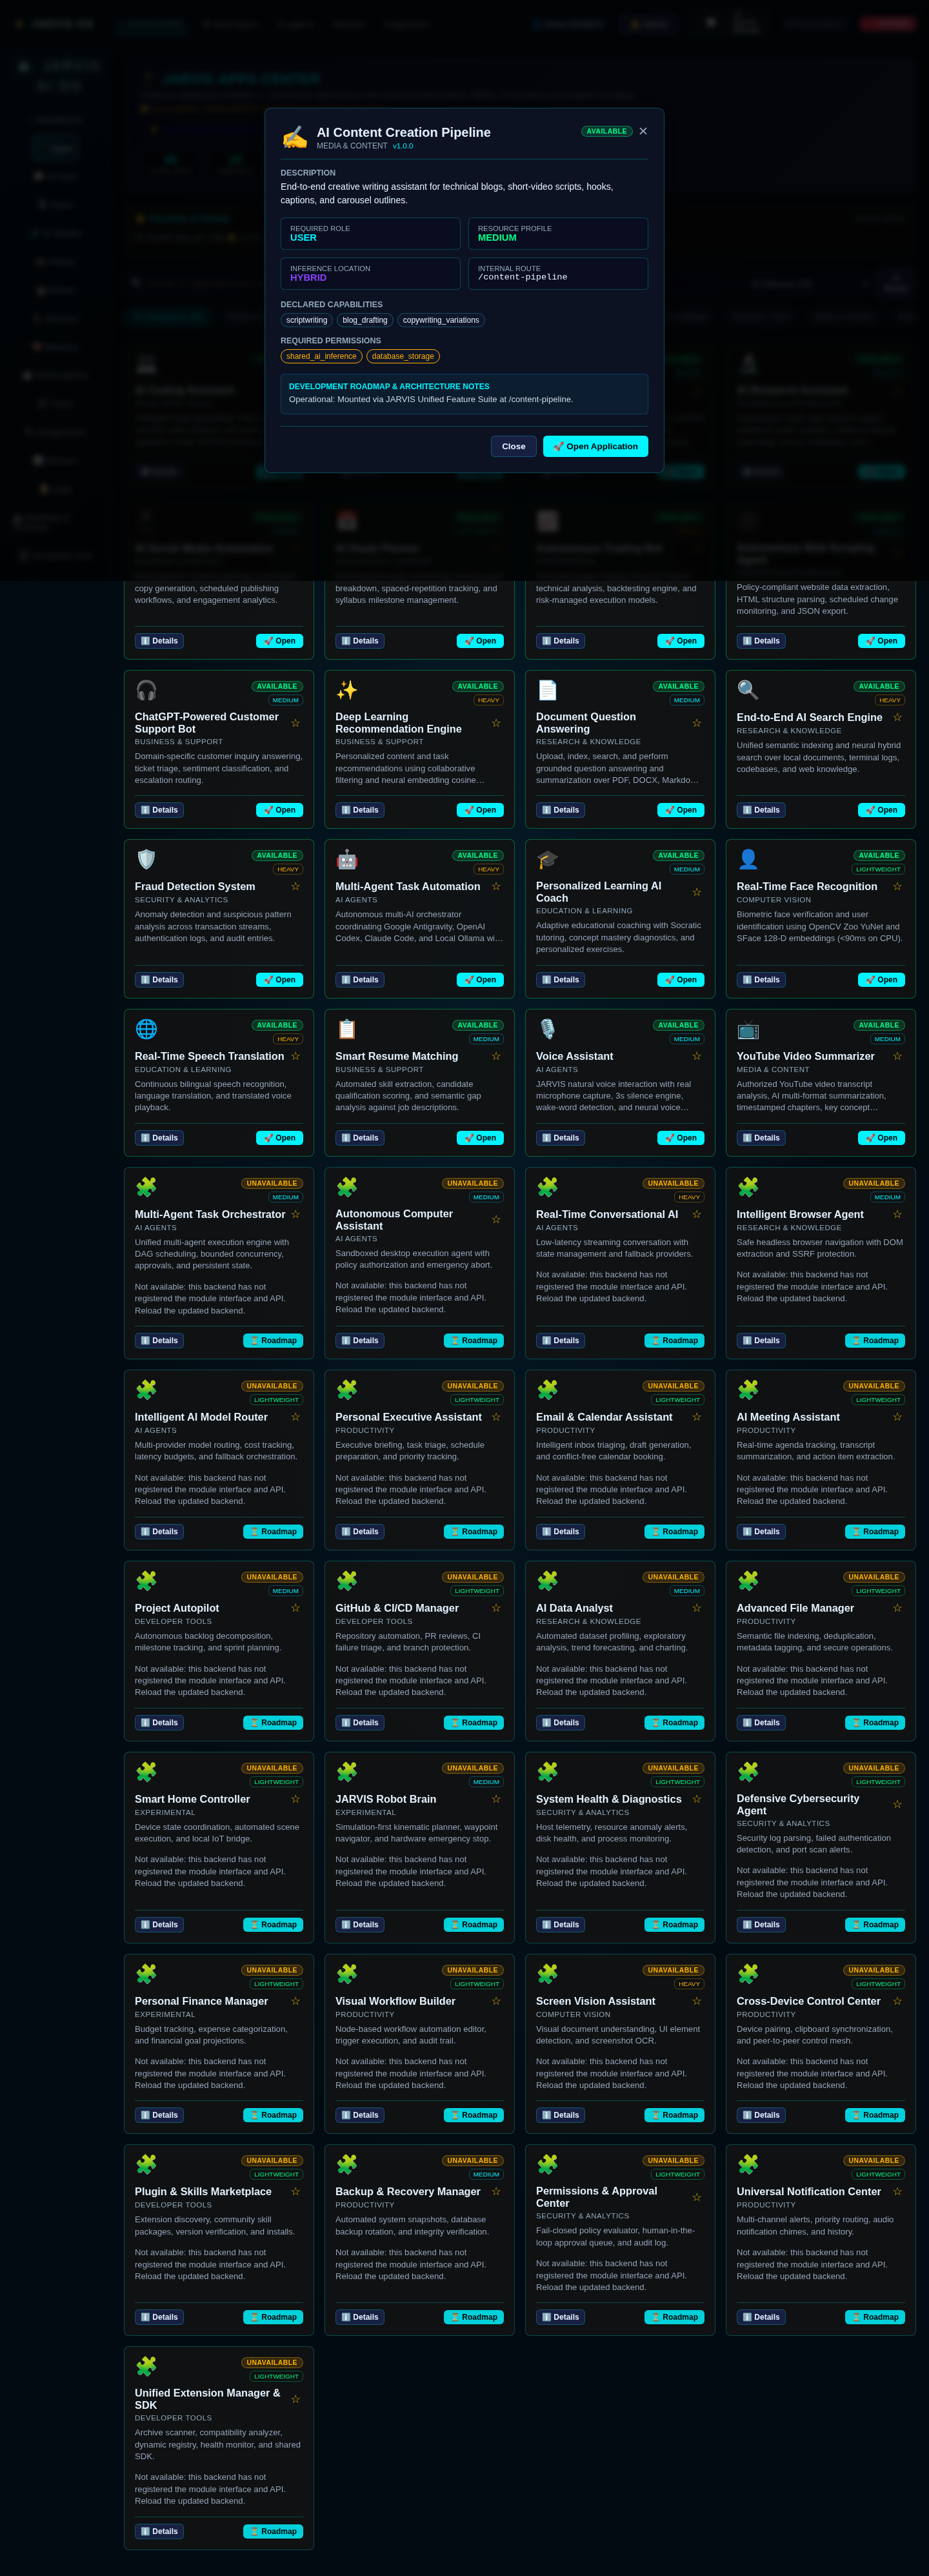 JARVIS APPS CENTER
✍️ AI Content Creation Pipeline
AVAILABLE ✕
MEDIA & CONTENT v1.0.0
DESCRIPTION
End-to-end creative writing assistant for technical blogs, short-video scripts, hooks,
captions, and carousel outlines.
REQUIRED ROLE
USER
RESOURCE PROFILE
MEDIUM
INFERENCE LOCATION
HYBRID
INTERNAL ROUTE
/content-pipeline
DECLARED CAPABILITIES
scriptwriting blog_drafting copywriting_variations
REQUIRED PERMISSIONS
shared_ai_inference database_storage
DEVELOPMENT ROADMAP & ARCHITECTURE NOTES
Operational: Mounted via JARVIS Unified Feature Suite at /content-pipeline.
Close 🚀 Open Application
copy generation, scheduled publishing
workflows, and engagement analytics.
ℹ️ Details 🚀 Open
breakdown, spaced-repetition tracking, and
syllabus milestone management.
ℹ️ Details 🚀 Open
technical analysis, backtesting engine, and
risk-managed execution models.
ℹ️ Details 🚀 Open
Policy-compliant website data extraction,
HTML structure parsing, scheduled change
monitoring, and JSON export.
ℹ️ Details 🚀 Open
AVAILABLE
MEDIUM
ChatGPT-Powered Customer
Support Bot
BUSINESS & SUPPORT
Domain-specific customer inquiry answering,
ticket triage, sentiment classification, and
escalation routing.
ℹ️ Details 🚀 Open
AVAILABLE
HEAVY
Deep Learning
Recommendation Engine
BUSINESS & SUPPORT
Personalized content and task
recommendations using collaborative
filtering and neural embedding cosine…
ℹ️ Details 🚀 Open
AVAILABLE
MEDIUM
Document Question
Answering
RESEARCH & KNOWLEDGE
Upload, index, search, and perform
grounded question answering and
summarization over PDF, DOCX, Markdo…
ℹ️ Details 🚀 Open
AVAILABLE
HEAVY
End-to-End AI Search Engine
RESEARCH & KNOWLEDGE
Unified semantic indexing and neural hybrid
search over local documents, terminal logs,
codebases, and web knowledge.
ℹ️ Details 🚀 Open
AVAILABLE
HEAVY
Fraud Detection System
SECURITY & ANALYTICS
Anomaly detection and suspicious pattern
analysis across transaction streams,
authentication logs, and audit entries.
ℹ️ Details 🚀 Open
AVAILABLE
HEAVY
Multi-Agent Task Automation
AI AGENTS
Autonomous multi-AI orchestrator
coordinating Google Antigravity, OpenAI
Codex, Claude Code, and Local Ollama wi…
ℹ️ Details 🚀 Open
AVAILABLE
MEDIUM
Personalized Learning AI
Coach
EDUCATION & LEARNING
Adaptive educational coaching with Socratic
tutoring, concept mastery diagnostics, and
personalized exercises.
ℹ️ Details 🚀 Open
AVAILABLE
LIGHTWEIGHT
Real-Time Face Recognition
COMPUTER VISION
Biometric face verification and user
identification using OpenCV Zoo YuNet and
SFace 128-D embeddings (<90ms on CPU).
ℹ️ Details 🚀 Open
AVAILABLE
HEAVY
Real-Time Speech Translation
EDUCATION & LEARNING
Continuous bilingual speech recognition,
language translation, and translated voice
playback.
ℹ️ Details 🚀 Open
AVAILABLE
MEDIUM
Smart Resume Matching
BUSINESS & SUPPORT
Automated skill extraction, candidate
qualification scoring, and semantic gap
analysis against job descriptions.
ℹ️ Details 🚀 Open
AVAILABLE
MEDIUM
Voice Assistant
AI AGENTS
JARVIS natural voice interaction with real
microphone capture, 3s silence engine,
wake-word detection, and neural voice…
ℹ️ Details 🚀 Open
AVAILABLE
MEDIUM
YouTube Video Summarizer
MEDIA & CONTENT
Authorized YouTube video transcript
analysis, AI multi-format summarization,
timestamped chapters, key concept…
ℹ️ Details 🚀 Open
UNAVAILABLE
MEDIUM
Multi-Agent Task Orchestrator
AI AGENTS
Unified multi-agent execution engine with
DAG scheduling, bounded concurrency,
approvals, and persistent state.
Not available: this backend has not
registered the module interface and API.
Reload the updated backend.
ℹ️ Details ⏳ Roadmap
UNAVAILABLE
MEDIUM
Autonomous Computer
Assistant
AI AGENTS
Sandboxed desktop execution agent with
policy authorization and emergency abort.
Not available: this backend has not
registered the module interface and API.
Reload the updated backend.
ℹ️ Details ⏳ Roadmap
UNAVAILABLE
HEAVY
Real-Time Conversational AI
AI AGENTS
Low-latency streaming conversation with
state management and fallback providers.
Not available: this backend has not
registered the module interface and API.
Reload the updated backend.
ℹ️ Details ⏳ Roadmap
UNAVAILABLE
MEDIUM
Intelligent Browser Agent
RESEARCH & KNOWLEDGE
Safe headless browser navigation with DOM
extraction and SSRF protection.
Not available: this backend has not
registered the module interface and API.
Reload the updated backend.
ℹ️ Details ⏳ Roadmap
UNAVAILABLE
LIGHTWEIGHT
Intelligent AI Model Router
AI AGENTS
Multi-provider model routing, cost tracking,
latency budgets, and fallback orchestration.
Not available: this backend has not
registered the module interface and API.
Reload the updated backend.
ℹ️ Details ⏳ Roadmap
UNAVAILABLE
LIGHTWEIGHT
Personal Executive Assistant
PRODUCTIVITY
Executive briefing, task triage, schedule
preparation, and priority tracking.
Not available: this backend has not
registered the module interface and API.
Reload the updated backend.
ℹ️ Details ⏳ Roadmap
UNAVAILABLE
LIGHTWEIGHT
Email & Calendar Assistant
PRODUCTIVITY
Intelligent inbox triaging, draft generation,
and conflict-free calendar booking.
Not available: this backend has not
registered the module interface and API.
Reload the updated backend.
ℹ️ Details ⏳ Roadmap
UNAVAILABLE
LIGHTWEIGHT
AI Meeting Assistant
PRODUCTIVITY
Real-time agenda tracking, transcript
summarization, and action item extraction.
Not available: this backend has not
registered the module interface and API.
Reload the updated backend.
ℹ️ Details ⏳ Roadmap
UNAVAILABLE
MEDIUM
Project Autopilot
DEVELOPER TOOLS
Autonomous backlog decomposition,
milestone tracking, and sprint planning.
Not available: this backend has not
registered the module interface and API.
Reload the updated backend.
ℹ️ Details ⏳ Roadmap
UNAVAILABLE
LIGHTWEIGHT
GitHub & CI/CD Manager
DEVELOPER TOOLS
Repository automation, PR reviews, CI
failure triage, and branch protection.
Not available: this backend has not
registered the module interface and API.
Reload the updated backend.
ℹ️ Details ⏳ Roadmap
UNAVAILABLE
MEDIUM
AI Data Analyst
RESEARCH & KNOWLEDGE
Automated dataset profiling, exploratory
analysis, trend forecasting, and charting.
Not available: this backend has not
registered the module interface and API.
Reload the updated backend.
ℹ️ Details ⏳ Roadmap
UNAVAILABLE
LIGHTWEIGHT
Advanced File Manager
PRODUCTIVITY
Semantic file indexing, deduplication,
metadata tagging, and secure operations.
Not available: this backend has not
registered the module interface and API.
Reload the updated backend.
ℹ️ Details ⏳ Roadmap
UNAVAILABLE
LIGHTWEIGHT
Smart Home Controller
EXPERIMENTAL
Device state coordination, automated scene
execution, and local IoT bridge.
Not available: this backend has not
registered the module interface and API.
Reload the updated backend.
ℹ️ Details ⏳ Roadmap
UNAVAILABLE
MEDIUM
JARVIS Robot Brain
EXPERIMENTAL
Simulation-first kinematic planner, waypoint
navigator, and hardware emergency stop.
Not available: this backend has not
registered the module interface and API.
Reload the updated backend.
ℹ️ Details ⏳ Roadmap
UNAVAILABLE
LIGHTWEIGHT
System Health & Diagnostics
SECURITY & ANALYTICS
Host telemetry, resource anomaly alerts,
disk health, and process monitoring.
Not available: this backend has not
registered the module interface and API.
Reload the updated backend.
ℹ️ Details ⏳ Roadmap
UNAVAILABLE
LIGHTWEIGHT
Defensive Cybersecurity
Agent
SECURITY & ANALYTICS
Security log parsing, failed authentication
detection, and port scan alerts.
Not available: this backend has not
registered the module interface and API.
Reload the updated backend.
ℹ️ Details ⏳ Roadmap
UNAVAILABLE
LIGHTWEIGHT
Personal Finance Manager
EXPERIMENTAL
Budget tracking, expense categorization,
and financial goal projections.
Not available: this backend has not
registered the module interface and API.
Reload the updated backend.
ℹ️ Details ⏳ Roadmap
UNAVAILABLE
LIGHTWEIGHT
Visual Workflow Builder
PRODUCTIVITY
Node-based workflow automation editor,
trigger execution, and audit trail.
Not available: this backend has not
registered the module interface and API.
Reload the updated backend.
ℹ️ Details ⏳ Roadmap
UNAVAILABLE
HEAVY
Screen Vision Assistant
COMPUTER VISION
Visual document understanding, UI element
detection, and screenshot OCR.
Not available: this backend has not
registered the module interface and API.
Reload the updated backend.
ℹ️ Details ⏳ Roadmap
UNAVAILABLE
LIGHTWEIGHT
Cross-Device Control Center
PRODUCTIVITY
Device pairing, clipboard synchronization,
and peer-to-peer control mesh.
Not available: this backend has not
registered the module interface and API.
Reload the updated backend.
ℹ️ Details ⏳ Roadmap
UNAVAILABLE
LIGHTWEIGHT
Plugin & Skills Marketplace
DEVELOPER TOOLS
Extension discovery, community skill
packages, version verification, and installs.
Not available: this backend has not
registered the module interface and API.
Reload the updated backend.
ℹ️ Details ⏳ Roadmap
UNAVAILABLE
MEDIUM
Backup & Recovery Manager
PRODUCTIVITY
Automated system snapshots, database
backup rotation, and integrity verification.
Not available: this backend has not
registered the module interface and API.
Reload the updated backend.
ℹ️ Details ⏳ Roadmap
UNAVAILABLE
LIGHTWEIGHT
Permissions & Approval
Center
SECURITY & ANALYTICS
Fail-closed policy evaluator, human-in-the-
loop approval queue, and audit log.
Not available: this backend has not
registered the module interface and API.
Reload the updated backend.
ℹ️ Details ⏳ Roadmap
UNAVAILABLE
LIGHTWEIGHT
Universal Notification Center
PRODUCTIVITY
Multi-channel alerts, priority routing, audio
notification chimes, and history.
Not available: this backend has not
registered the module interface and API.
Reload the updated backend.
ℹ️ Details ⏳ Roadmap
UNAVAILABLE
LIGHTWEIGHT
Unified Extension Manager &
SDK
DEVELOPER TOOLS
Archive scanner, compatibility analyzer,
dynamic registry, health monitor, and shared
SDK.
Not available: this backend has not
registered the module interface and API.
Reload the updated backend.
ℹ️ Details ⏳ Roadmap